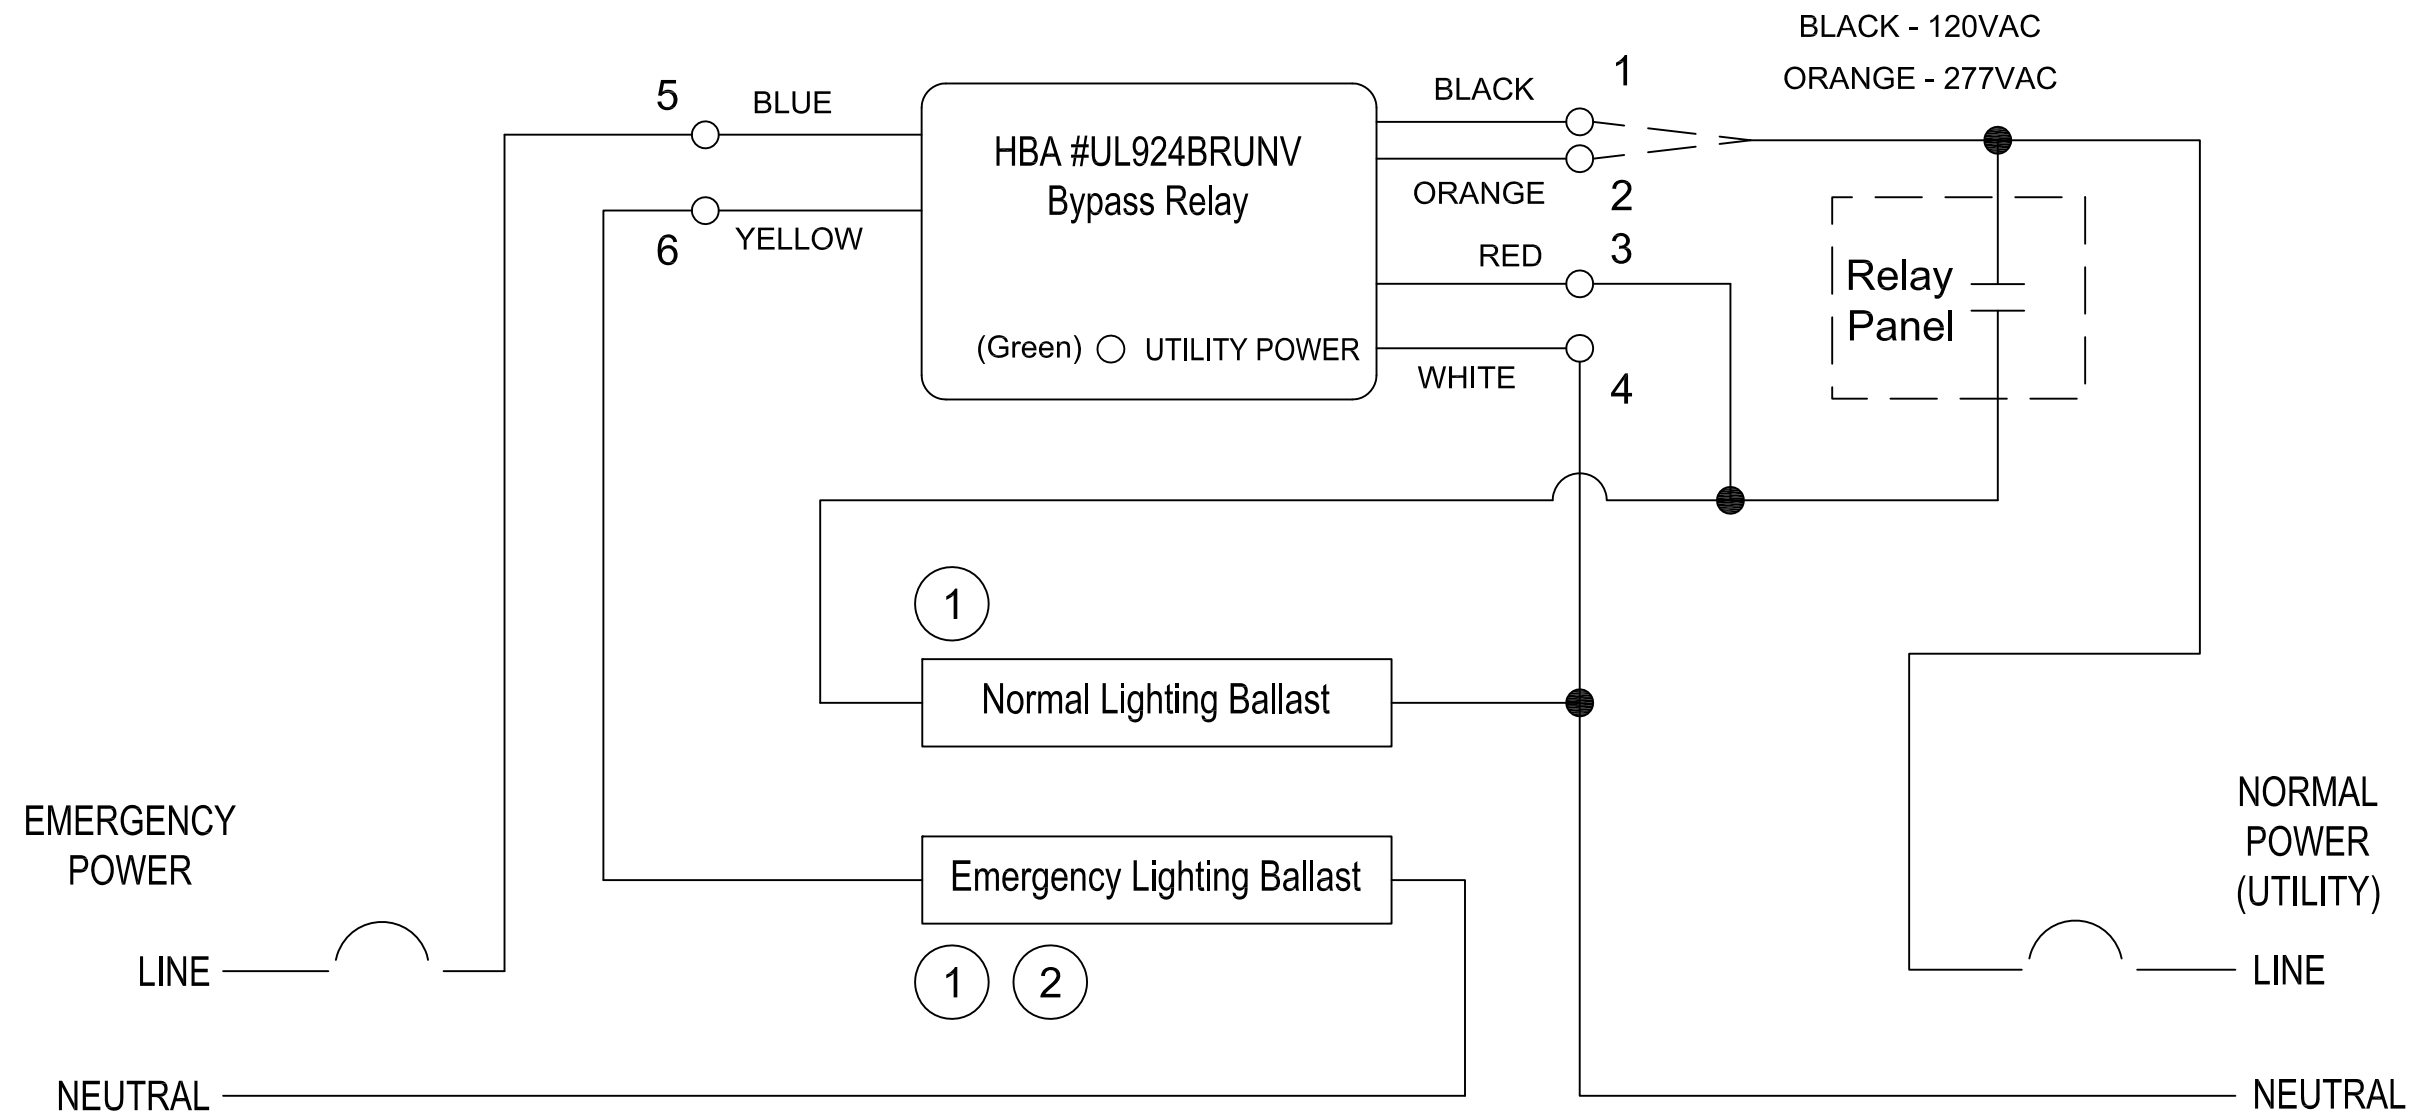 BLACK - 120VAC
ORANGE - 277VAC
5
BLUE
6
YELLOW
HBA #UL924BRUNV
Bypass Relay
(Green) UTILITY POWER
BLACK
1
ORANGE
2
RED
3
WHITE
4
Relay
Panel
1
Normal Lighting Ballast
Emergency Lighting Ballast
1 2
EMERGENCY
POWER
LINE
NEUTRAL
NORMAL
POWER
(UTILITY)
LINE
NEUTRAL